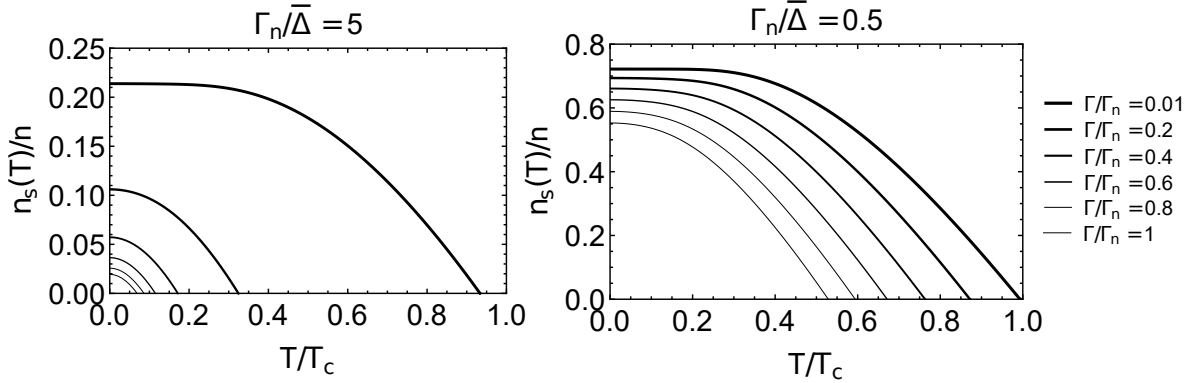 Γₙ/Δ̅ = 5
0.25
0.20
0.15
0.10
0.05
0.00
nₛ(T)/n
0.0 0.2 0.4 0.6 0.8 1.0
T/T_c
Γₙ/Δ̅ = 0.5
0.8
0.6
0.4
0.2
0.0
nₛ(T)/n
0.0 0.2 0.4 0.6 0.8 1.0
T/T_c
Γ/Γₙ = 0.01
Γ/Γₙ = 0.2
Γ/Γₙ = 0.4
Γ/Γₙ = 0.6
Γ/Γₙ = 0.8
Γ/Γₙ = 1